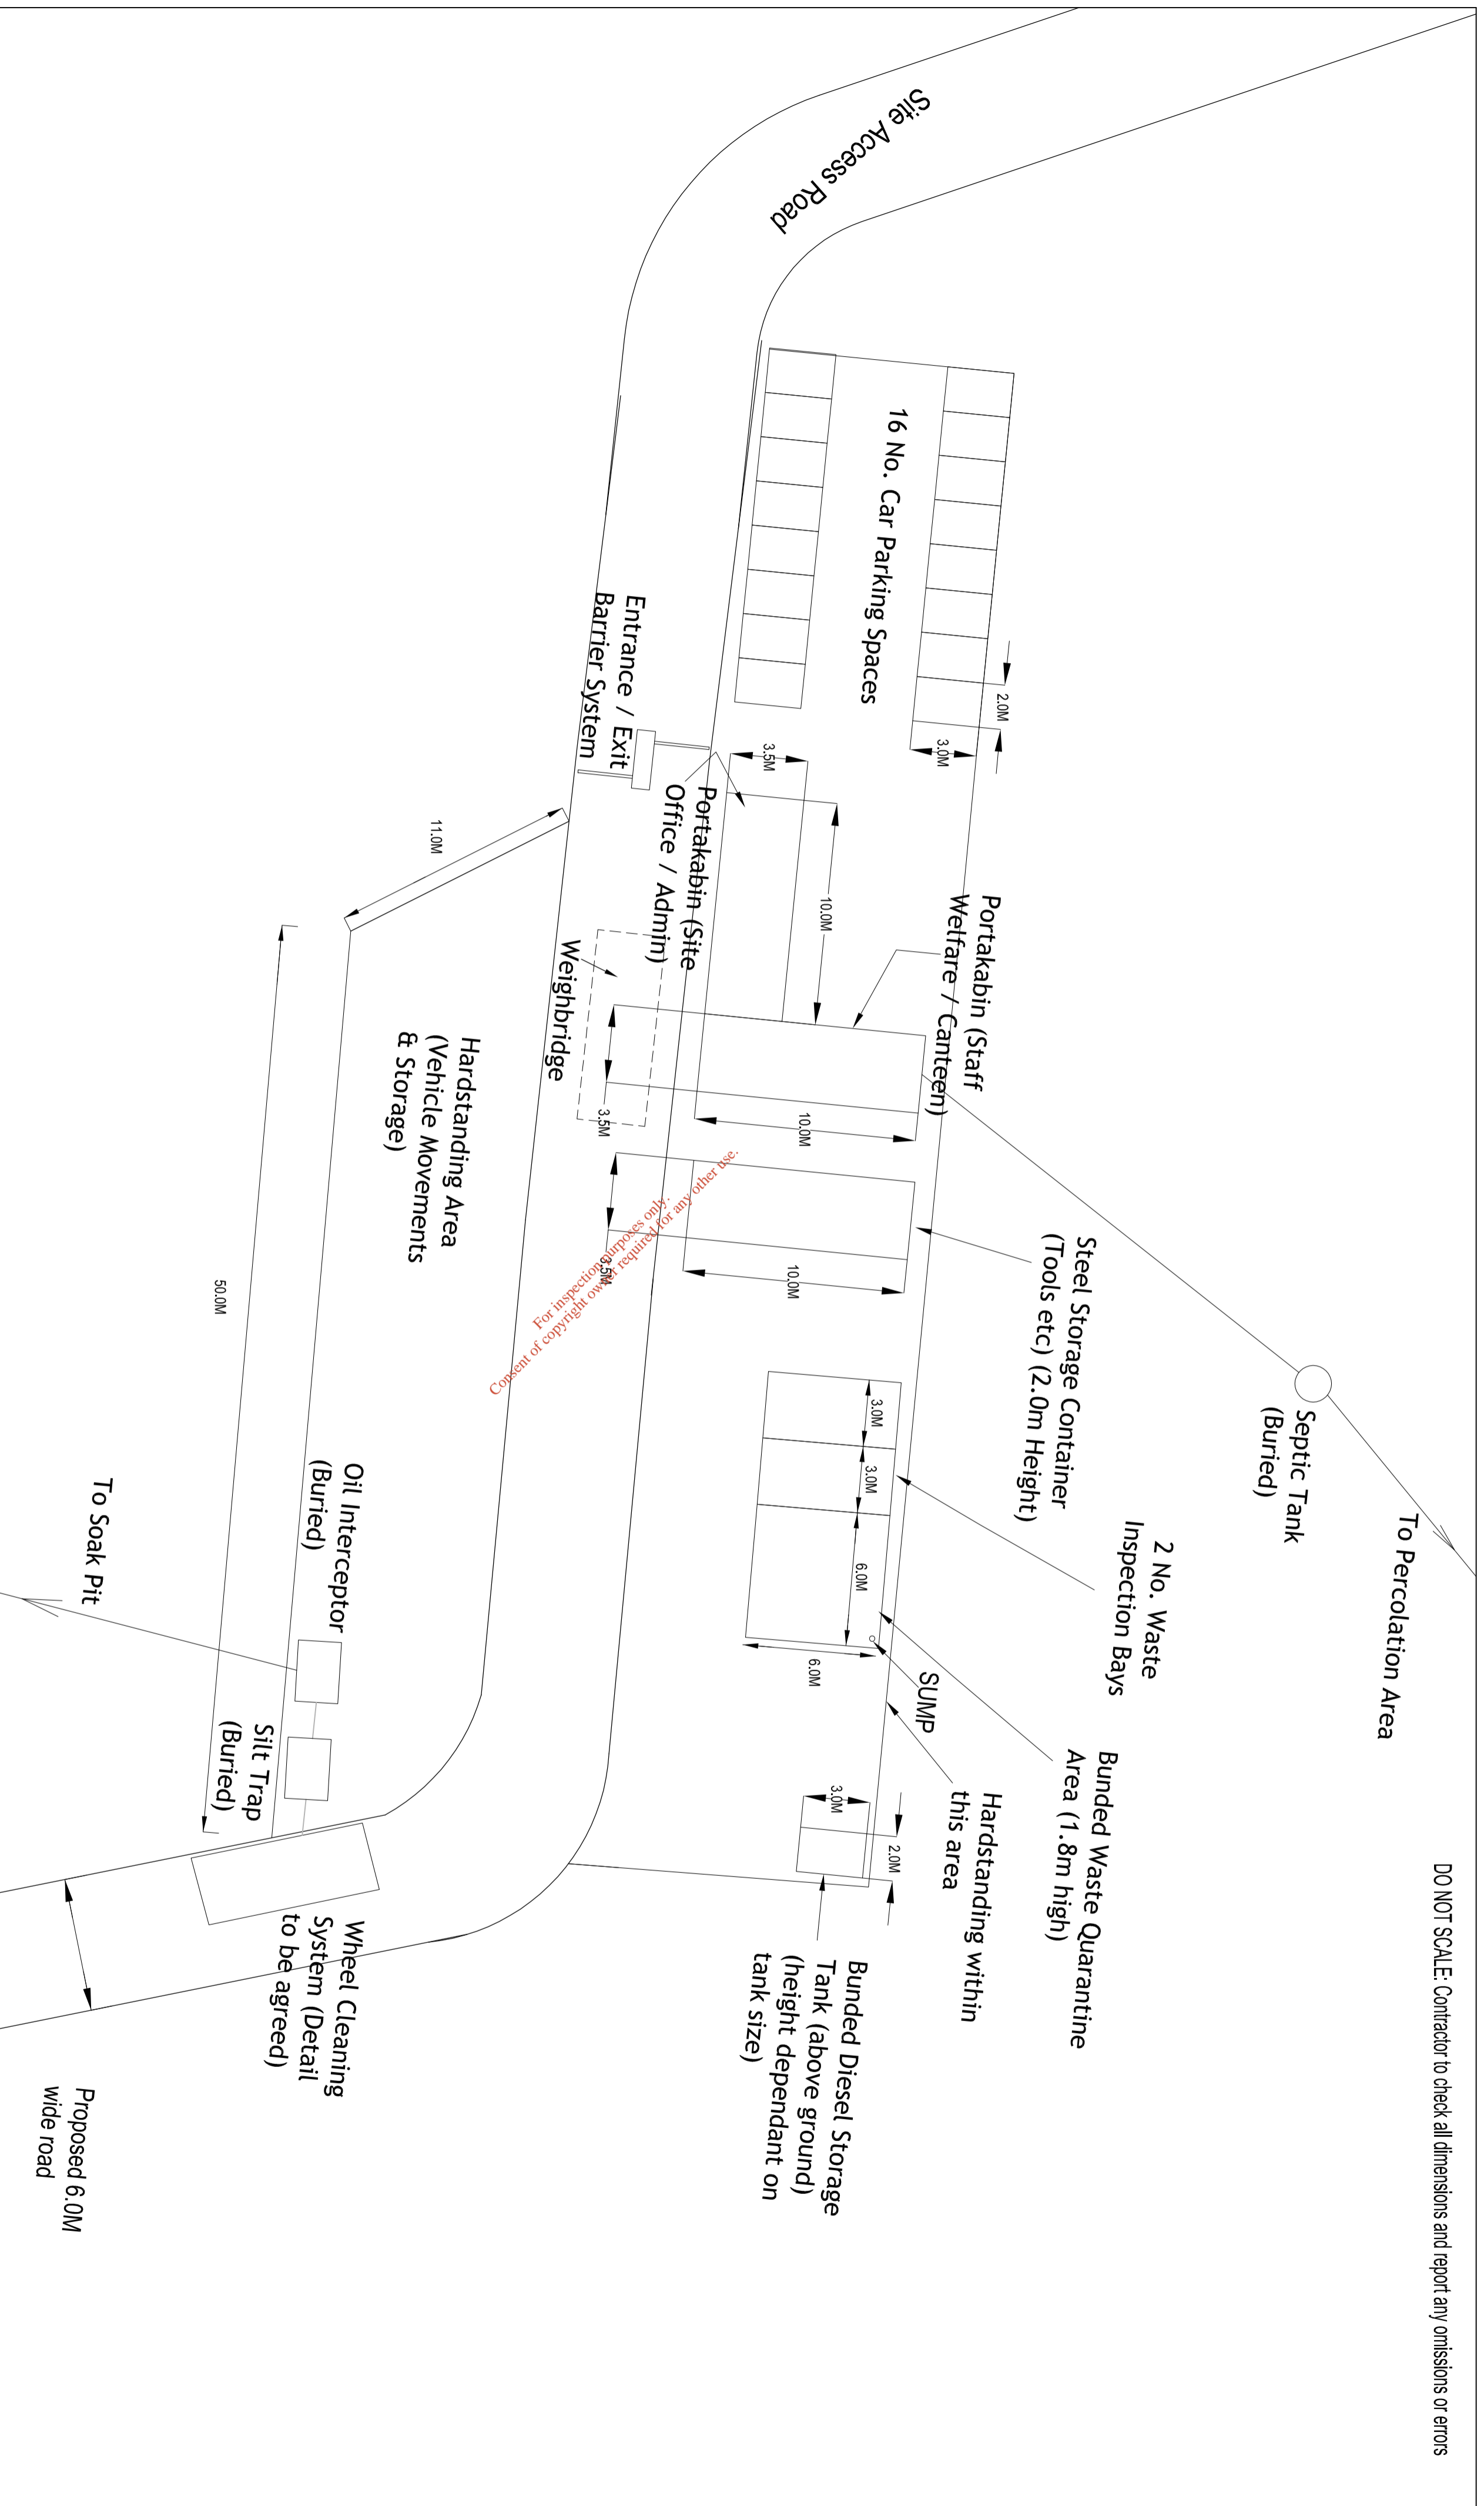 DO NOT SCALE: Contractor to check all dimensions and report any omissions or errors
To Percolation Area
Septic Tank
(Buried)
2 No. Waste
Inspection Bays
Bunded Waste Quarantine
Area (1.8m high)
Steel Storage Container
(Tools etc) (2.0m Height)
Hardstanding within
this area
SUMP
Portakabin (Staff
Welfare / Canteen)
2.0M
3.0M
16 No. Car Parking Spaces
Site Access Road
3.5M
10.0M
10.0M
3.5M
10.0M
3.5M
3.0M
3.0M
6.0M
6.0M
3.0M
2.0M
Bunded Diesel Storage
Tank (above ground)
(height dependant on
tank size)
Portakabin (Site
Office / Admin)
Entrance / Exit
Barrier System
Weighbridge
For inspection purposes only.
Consent of copyright owner required for any other use.
11.0M
Hardstanding Area
(Vehicle Movements
& Storage)
50.0M
Oil Interceptor
(Buried)
Silt Trap
(Buried)
To Soak Pit
Wheel Cleaning
System (Detail
to be agreed)
Proposed 6.0M
wide road